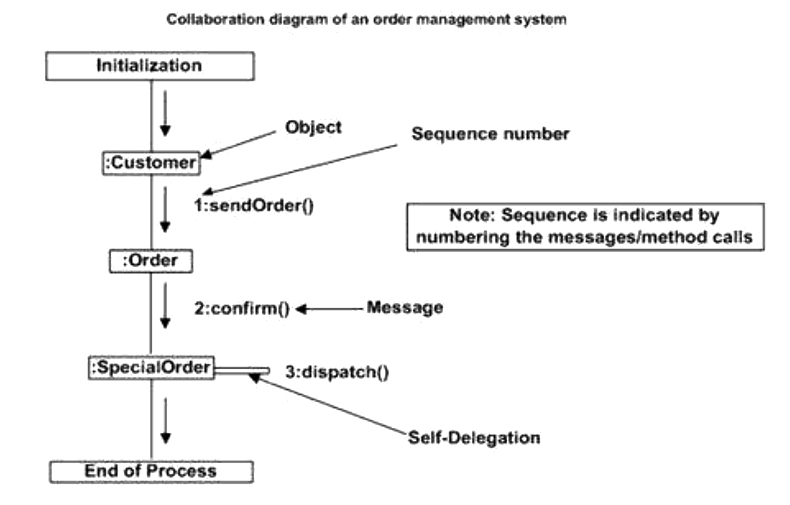 Collaboration diagram of an order management system
Initialization
Object
Sequence number
:Customer
1:sendOrder()
Note: Sequence is indicated by
numbering the messages/method calls
:Order
2:confirm()
Message
:SpecialOrder
3:dispatch()
Self-Delegation
End of Process